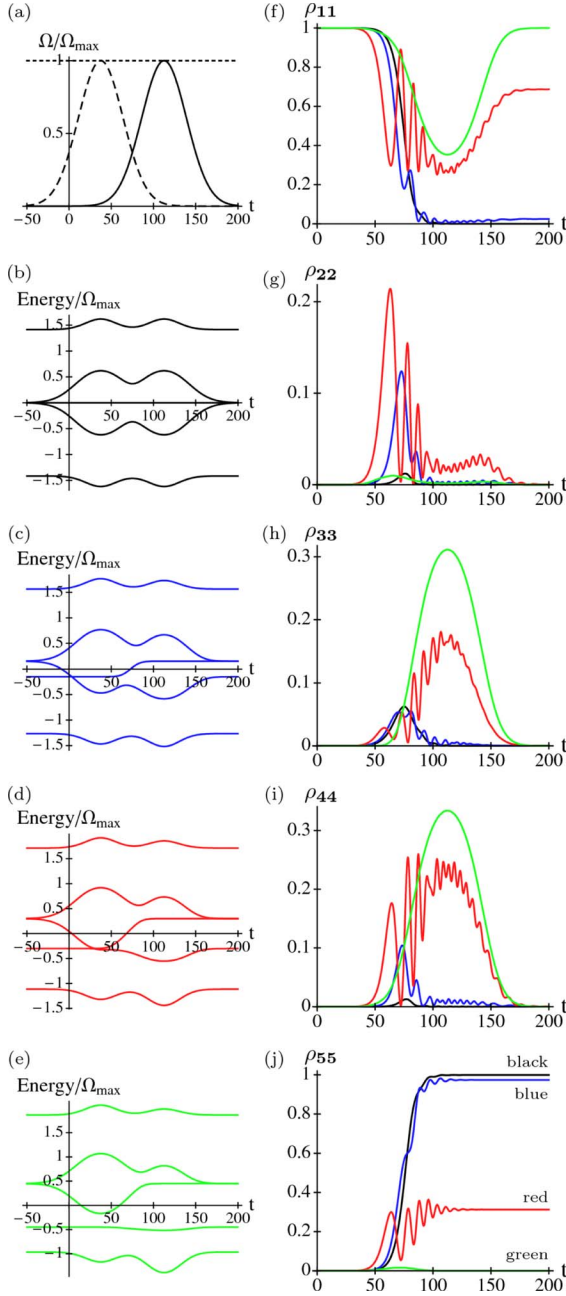 (a)
Ω/Ωmax
1
0.5
−50 0 50 100 150 200 t
(b)
Energy/Ωmax
1.5
1
0.5
−50 50 100 150 200 t
−0.5
−1
−1.5
(c)
Energy/Ωmax
1.5
1
0.5
−50 50 100 150 200 t
−0.5
−1
−1.5
(d)
Energy/Ωmax
1.5
1
0.5
−50 50 100 150 200 t
−0.5
−1
−1.5
(e)
Energy/Ωmax
1.5
1
0.5
−50 50 100 150 200 t
−0.5
−1
(f)
ρ11
1
0.8
0.6
0.4
0.2
0
0 50 100 150 200 t
(g)
ρ22
0.2
0.1
0
0 50 100 150 200 t
(h)
ρ33
0.3
0.2
0.1
0
0 50 100 150 200 t
(i)
ρ44
0.3
0.2
0.1
0
0 50 100 150 200 t
(j)
ρ55
1
0.8
0.6
0.4
0.2
0
0 50 100 150 200 t
black
blue
red
green